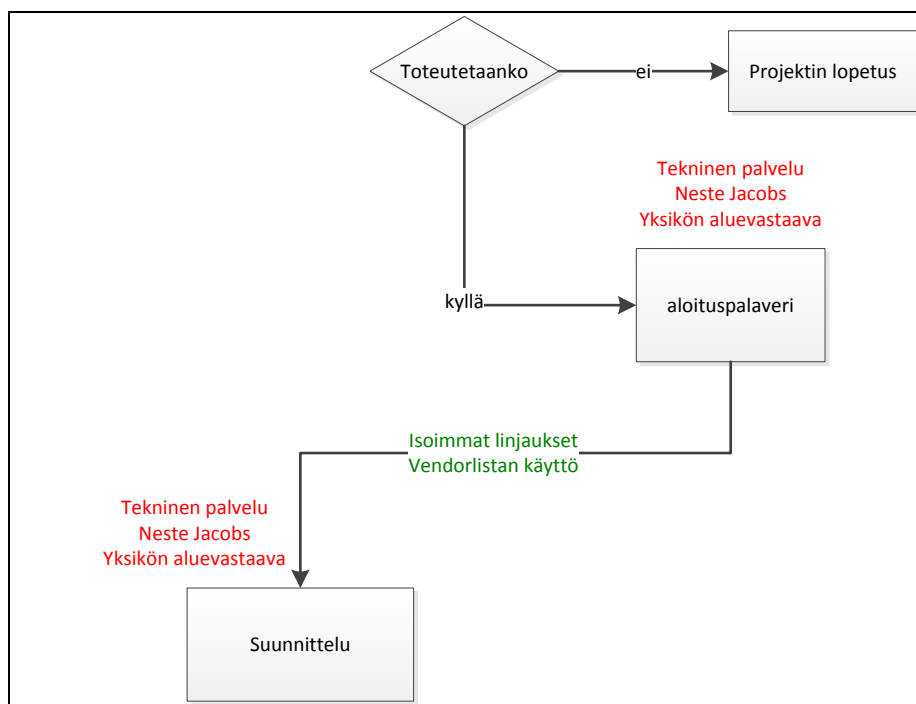 Toteutetaanko
ei
Projektin lopetus
Tekninen palvelu
Neste Jacobs
Yksikön aluevastaava
kyllä
aloituspalaveri
Isoimmat linjaukset
Vendorlistan käyttö
Tekninen palvelu
Neste Jacobs
Yksikön aluevastaava
Suunnittelu